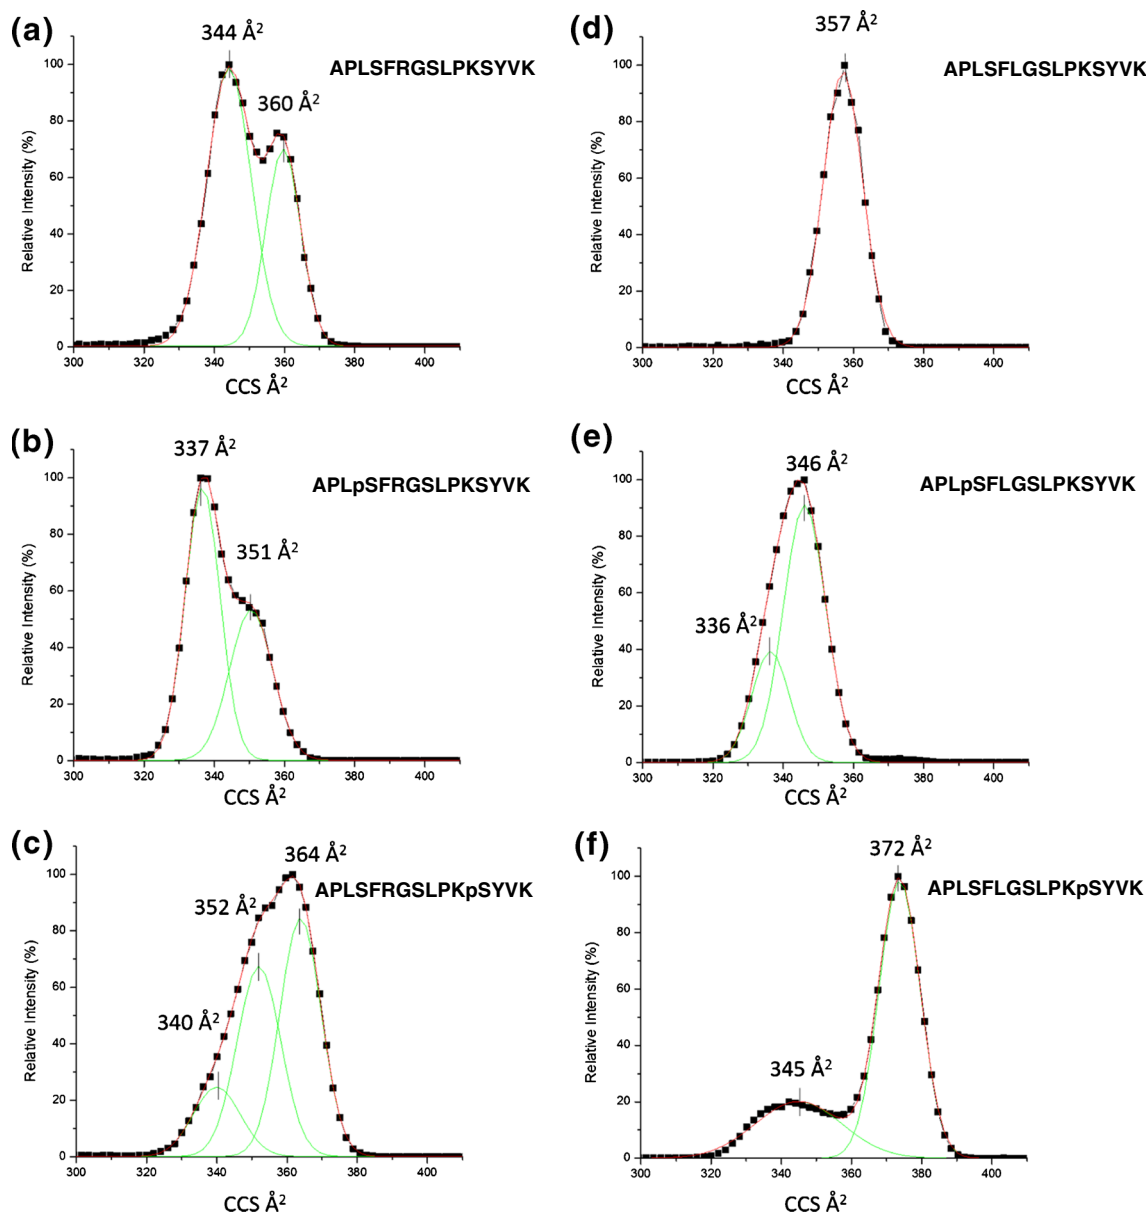 (a)
344 Å²
360 Å²
APLSFRGSLPKSYVK
Relative Intensity (%)
100
80
60
40
20
0
300 320 340 360 380 400
CCS Å²
(d)
357 Å²
APLSFLGSLPKSYVK
Relative Intensity (%)
100
80
60
40
20
0
300 320 340 360 380 400
CCS Å²
(b)
337 Å²
351 Å²
APLpSFRGSLPKSYVK
Relative Intensity (%)
100
80
60
40
20
0
300 320 340 360 380 400
CCS Å²
(e)
346 Å²
336 Å²
APLpSFLGSLPKSYVK
Relative Intensity (%)
100
80
60
40
20
0
300 320 340 360 380 400
CCS Å²
(c)
364 Å²
352 Å²
340 Å²
APLSFRGSLPKpSYVK
Relative Intensity (%)
100
80
60
40
20
0
300 320 340 360 380 400
CCS Å²
(f)
372 Å²
345 Å²
APLSFLGSLPKpSYVK
Relative Intensity (%)
100
80
60
40
20
0
300 320 340 360 380 400
CCS Å²